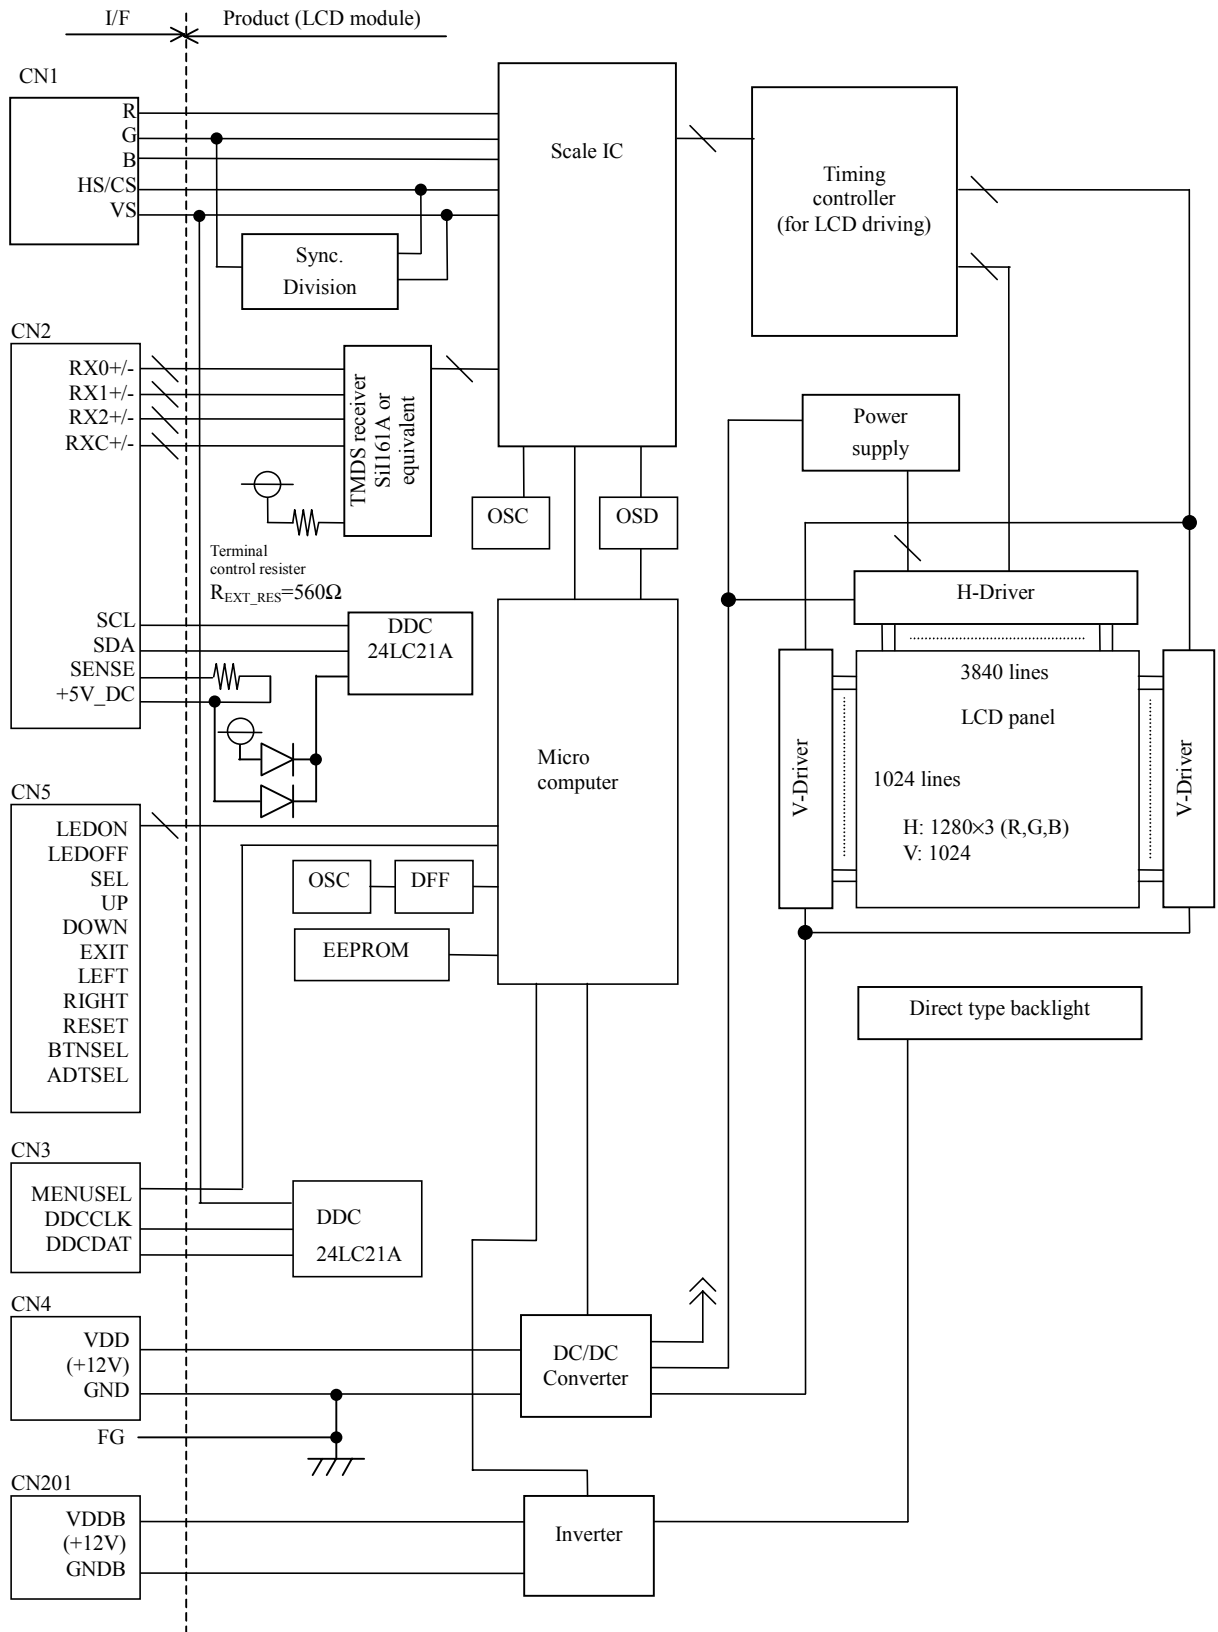 I/F
Product (LCD module)
CN1
R
G
B
HS/CS
VS
Scale IC
Timing
controller
(for LCD driving)
Sync.
Division
CN2
RX0+/-
RX1+/-
RX2+/-
RXC+/-
TMDS receiver
SiI161A or
equivalent
Power
supply
OSC
OSD
Terminal
control resister
R_EXT_RES=560Ω
H-Driver
SCL
SDA
SENSE
+5V_DC
DDC
24LC21A
3840 lines
LCD panel
1024 lines
H: 1280×3 (R,G,B)
V: 1024
V-Driver
V-Driver
Micro
computer
CN5
LEDON
LEDOFF
SEL
UP
DOWN
EXIT
LEFT
RIGHT
RESET
BTNSEL
ADTSEL
OSC
DFF
EEPROM
Direct type backlight
CN3
MENUSEL
DDCCLK
DDCDAT
DDC
24LC21A
CN4
VDD
(+12V)
GND
DC/DC
Converter
FG
CN201
VDDB
(+12V)
GNDB
Inverter